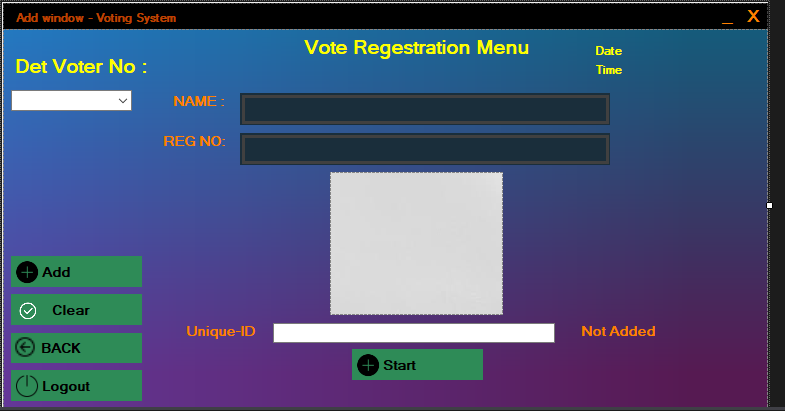 Add window - Voting System
_ X
Vote Regestration Menu
Date
Det Voter No :
Time
NAME :
REG NO:
Add
Clear
Unique-ID
Not Added
BACK
Start
Logout